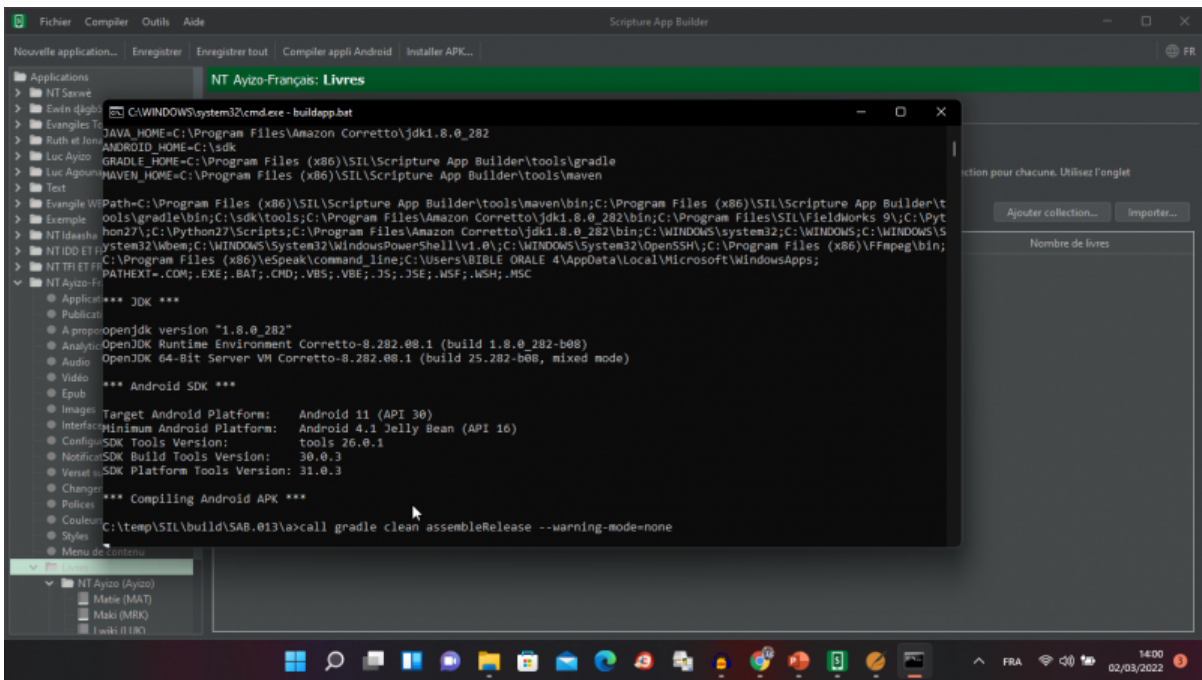 Fichier Compiler Outils Aide
Scripture App Builder
Nouvelle application... Enregistrer Enregistrer tout Compiler appli Android Installer APK...
FR
Applications
NT Ayizo-Français: Livres
NT Saxwè
C:\WINDOWS\system32\cmd.exe - buildapp.bat
Evangiles
Ruth et
Luc Ayizo
Luc
Text
Evangile
Exemple
NT Idaasha
NT IDD ET
NT TFI ET
NT
JAVA_HOME=C:\Program Files\Amazon Corretto\jdk1.8.0_282
ANDROID_HOME=C:\sdk
GRADLE_HOME=C:\Program Files (x86)\SIL\Scripture App Builder\tools\gradle
MAVEN_HOME=C:\Program Files (x86)\SIL\Scripture App Builder\tools\maven
Path=C:\Program Files (x86)\SIL\Scripture App Builder\tools\maven\bin;C:\Program Files (x86)\SIL\Scripture App Builder\t
ools\gradle\bin;C:\sdk\tools;C:\Program Files\Amazon Corretto\jdk1.8.0_282\bin;C:\Program Files\SIL\FieldWorks 9\;C:\Pyt
hon27\;C:\Python27\Scripts;C:\Program Files\Amazon Corretto\jdk1.8.0_282\bin;C:\WINDOWS\system32;C:\WINDOWS;C:\WINDOWS\S
ystem32\Wbem;C:\WINDOWS\System32\WindowsPowerShell\v1.0\;C:\WINDOWS\System32\OpenSSH\;C:\Program Files (x86)\FFmpeg\bin;
C:\Program Files (x86)\eSpeak\command_line;C:\Users\BIBLE ORALE 4\AppData\Local\Microsoft\WindowsApps;
PATHEXT=.COM;.EXE;.BAT;.CMD;.VBS;.VBE;.JS;.JSE;.WSF;.WSH;.MSC
*** JDK ***
openjdk version "1.8.0_282"
OpenJDK Runtime Environment Corretto-8.282.08.1 (build 1.8.0_282-b08)
OpenJDK 64-Bit Server VM Corretto-8.282.08.1 (build 25.282-b08, mixed mode)
*** Android SDK ***
Target Android Platform: Android 11 (API 30)
Minimum Android Platform: Android 4.1 Jelly Bean (API 16)
SDK Tools Version: tools 26.0.1
SDK Build Tools Version: 30.0.3
SDK Platform Tools Version: 31.0.3
*** Compiling Android APK ***
C:\temp\SIL\build\SAB.013\a>call gradle clean assembleRelease --warning-mode=none
ction pour chacune. Utilisez l'onglet
Ajouter collection... Importer...
Nombre de livres
Audio
Vidéo
Epub
Images
Polices
Styles
Menu de contenu
Livres
NT Ayizo (Ayizo)
Matie (MAT)
Maki (MRK)
FRA
14:00
02/03/2022
3